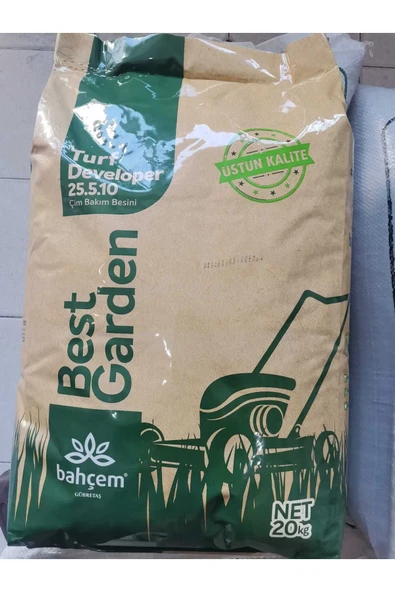 Turf
Developer
25.5.10
Çim Bakım Besini
ÜSTÜN KALİTE
Best
Garden
bahçem®
GÜBRETAŞ
NET
20kg